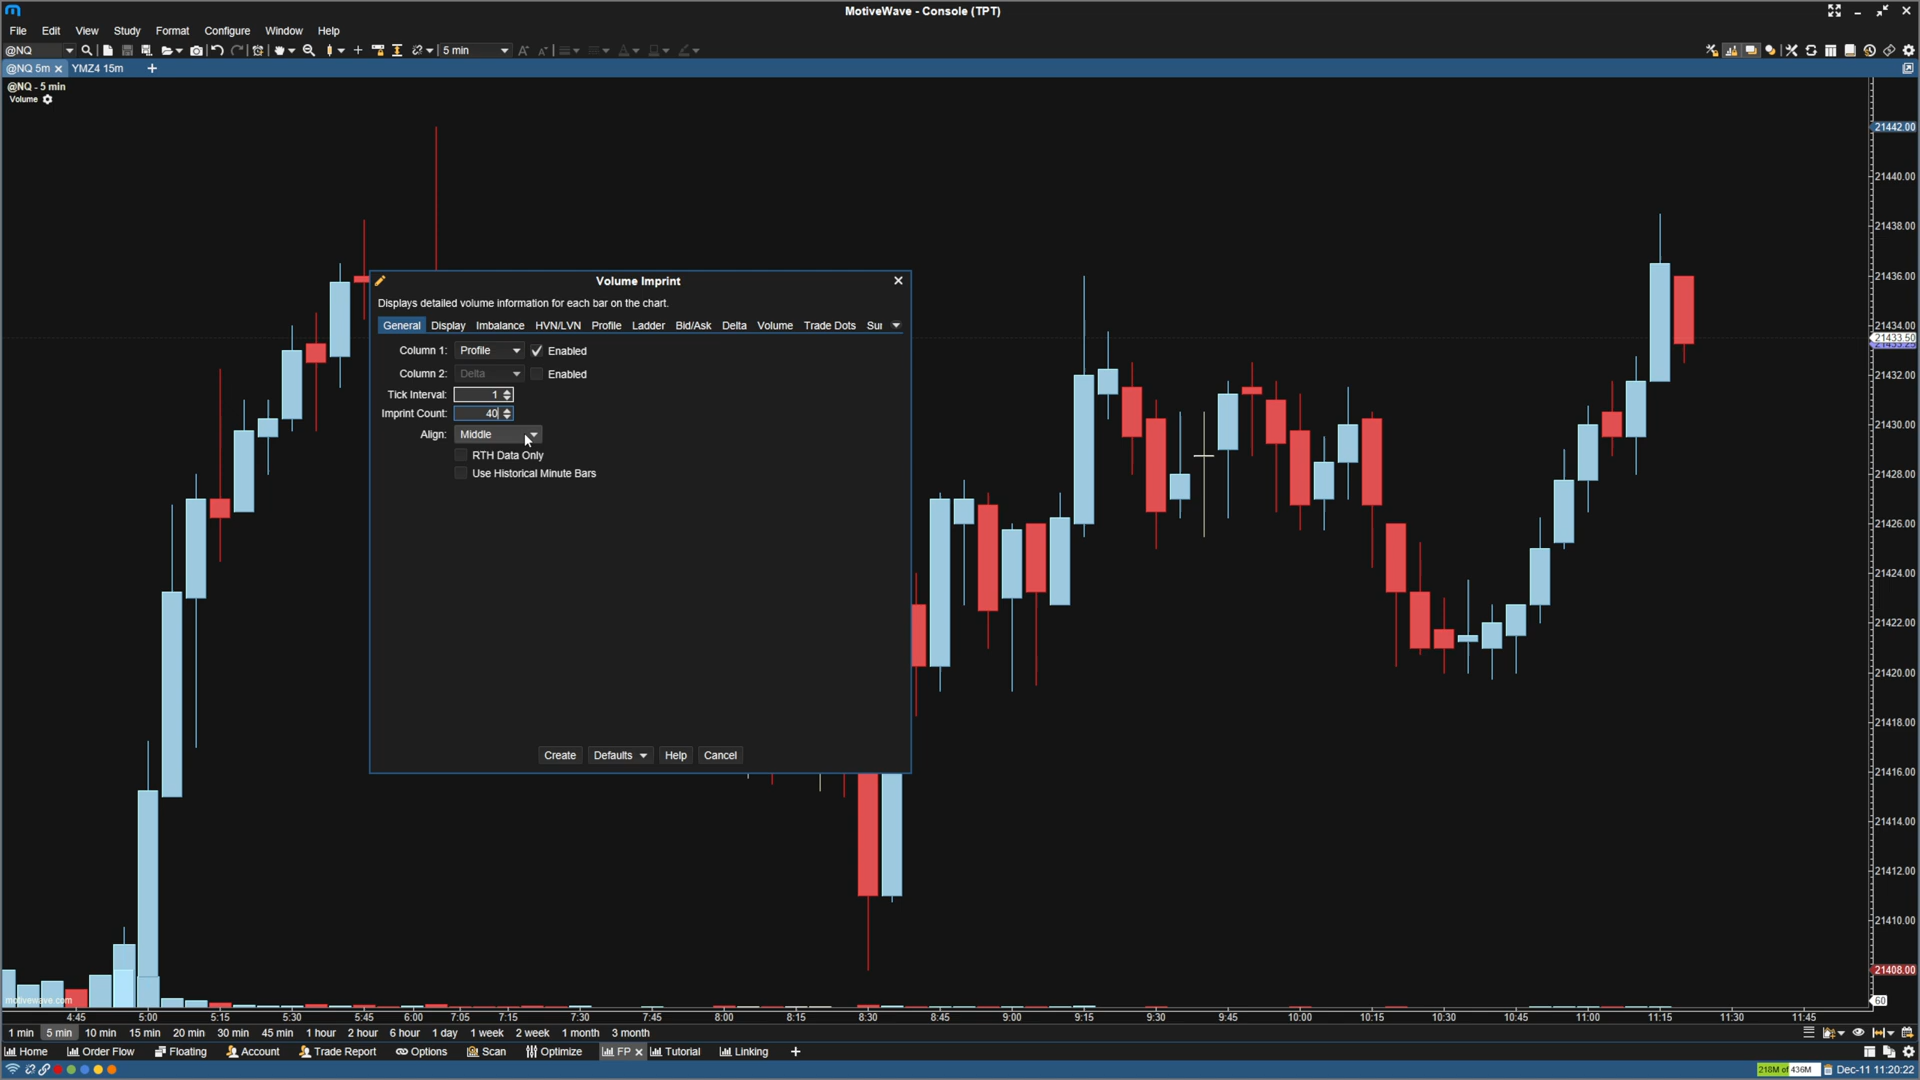 MotiveWave - Console (TPT)
File Edit View Study Format Configure Window Help
@NQ 5 min
@NQ 5m YMZ4 15m +
@NQ - 5 min
Volume
Volume Imprint
Displays detailed volume information for each bar on the chart.
General Display Imbalance HVN/LVN Profile Ladder Bid/Ask Delta Volume Trade Dots Sur
Column 1: Profile Enabled
Column 2: Delta Enabled
Tick Interval: 1
Imprint Count: 40
Align: Middle
RTH Data Only
Use Historical Minute Bars
Create Defaults Help Cancel
21442.00
21440.00
21438.00
21436.00
21434.00
21433.50
21432.00
21430.00
21428.00
21426.00
21424.00
21422.00
21420.00
21418.00
21416.00
21414.00
21412.00
21410.00
21408.00
60
motivewave.com
4:45 5:00 5:15 5:30 5:45 6:00 7:05 7:15 7:30 7:45 8:00 8:15 8:30 8:45 9:00 9:15 9:30 9:45 10:00 10:15 10:30 10:45 11:00 11:15 11:30 11:45
1 min 5 min 10 min 15 min 20 min 30 min 45 min 1 hour 2 hour 6 hour 1 day 1 week 2 week 1 month 3 month
Home Order Flow Floating Account Trade Report Options Scan Optimize FP Tutorial Linking +
218M of 436M Dec-11 11:20:22